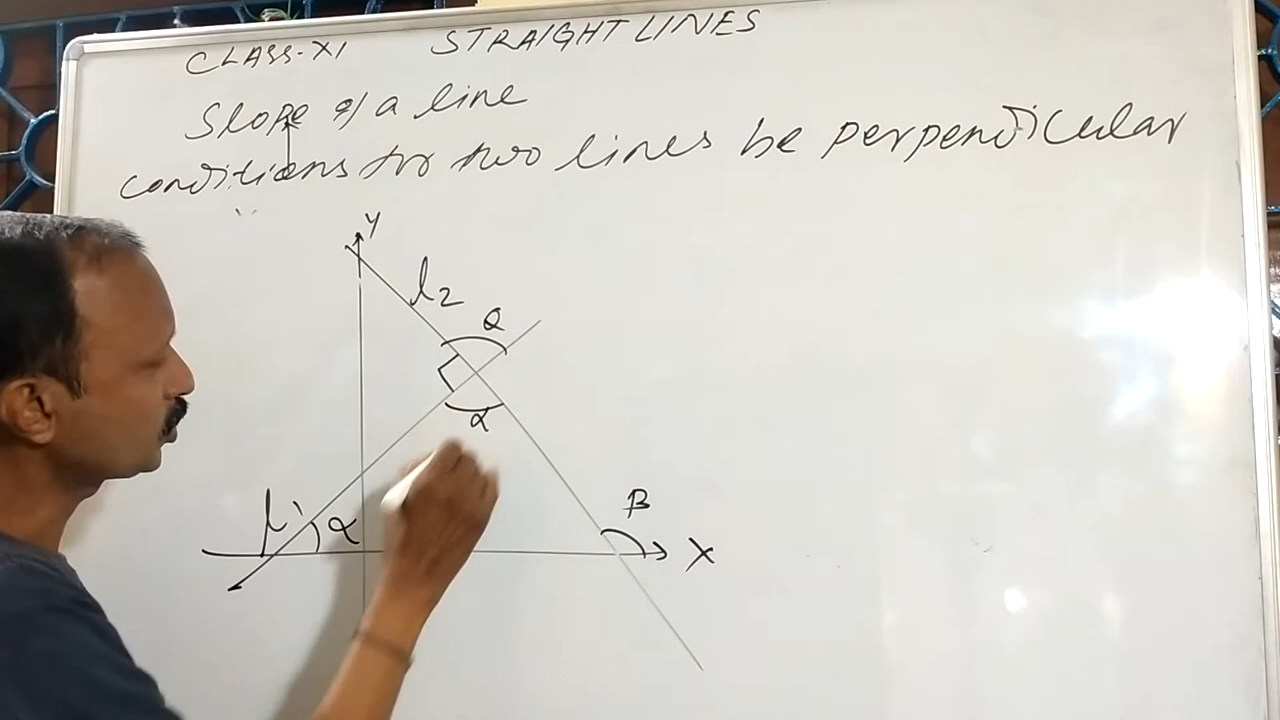 CLASS-XI STRAIGHT LINES
Slope of a line
conditions for two lines be perpendicular
y
l2
Q
α
l1 α
β
X